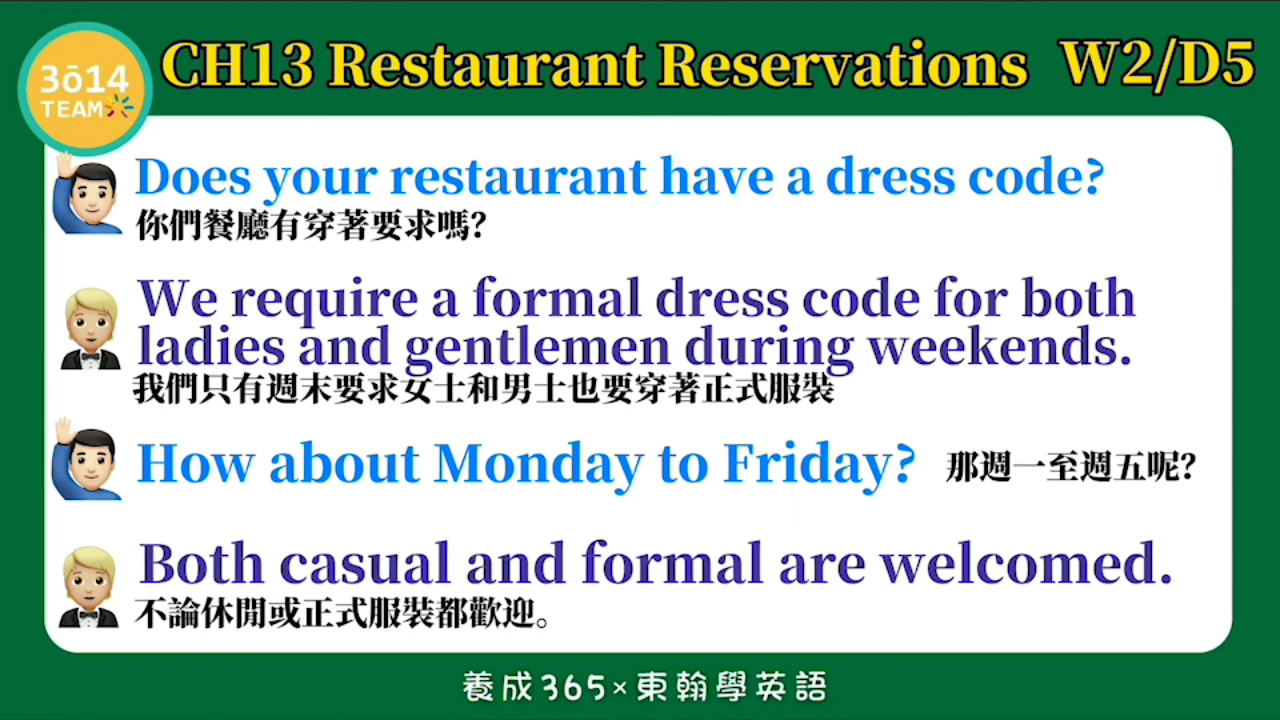 3ō14
TEAM
CH13 Restaurant Reservations W2/D5
Does your restaurant have a dress code?
你們餐廳有穿著要求嗎?
We require a formal dress code for both
ladies and gentlemen during weekends.
我們只有週末要求女士和男士也要穿著正式服裝
How about Monday to Friday? 那週一至週五呢?
Both casual and formal are welcomed.
不論休閒或正式服裝都歡迎。
養成365×東翰學英語